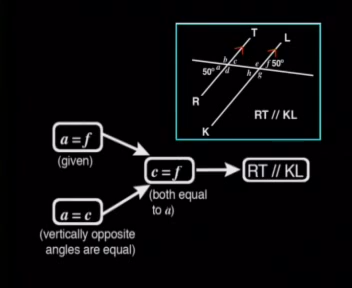 T
L
b
c
e
50° a
d
f 50°
h
g
R
K
RT // KL
a = f
(given)
c = f
RT // KL
(both equal
to a)
a = c
(vertically opposite
angles are equal)